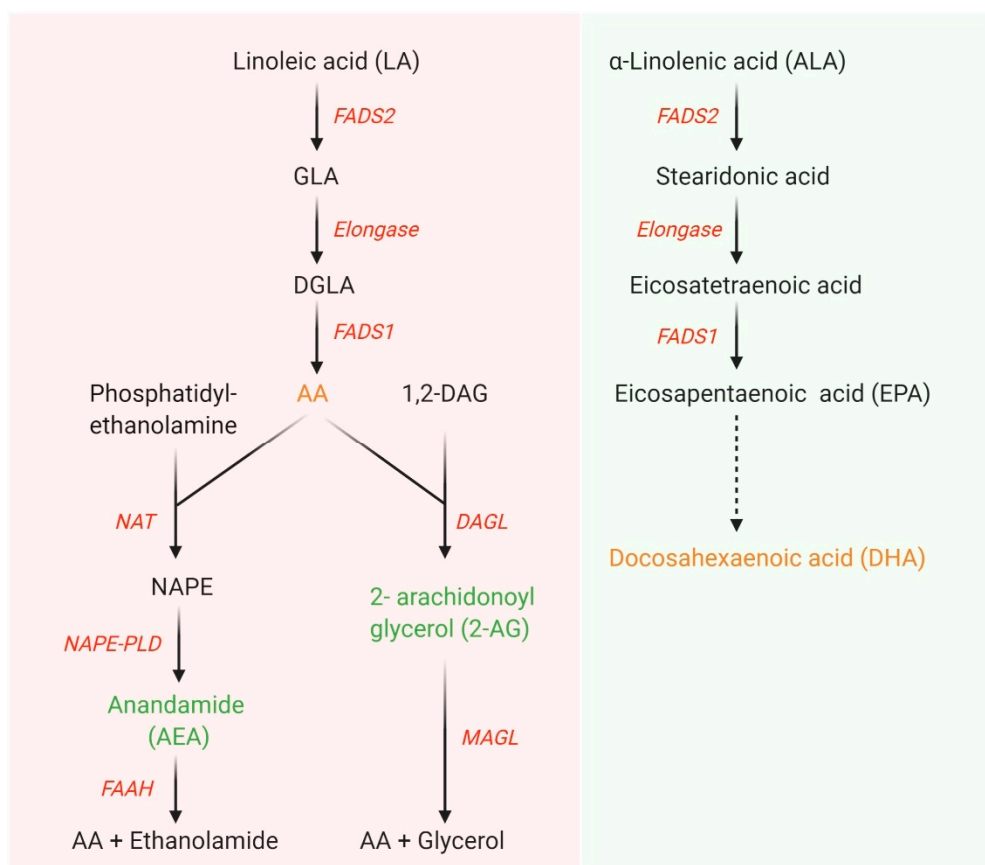 Linoleic acid (LA)
FADS2
GLA
Elongase
DGLA
FADS1
Phosphatidyl-
ethanolamine
AA
1,2-DAG
NAT
DAGL
NAPE
2- arachidonoyl
glycerol (2-AG)
NAPE-PLD
Anandamide
(AEA)
MAGL
FAAH
AA + Ethanolamide
AA + Glycerol
α-Linolenic acid (ALA)
FADS2
Stearidonic acid
Elongase
Eicosatetraenoic acid
FADS1
Eicosapentaenoic acid (EPA)
Docosahexaenoic acid (DHA)